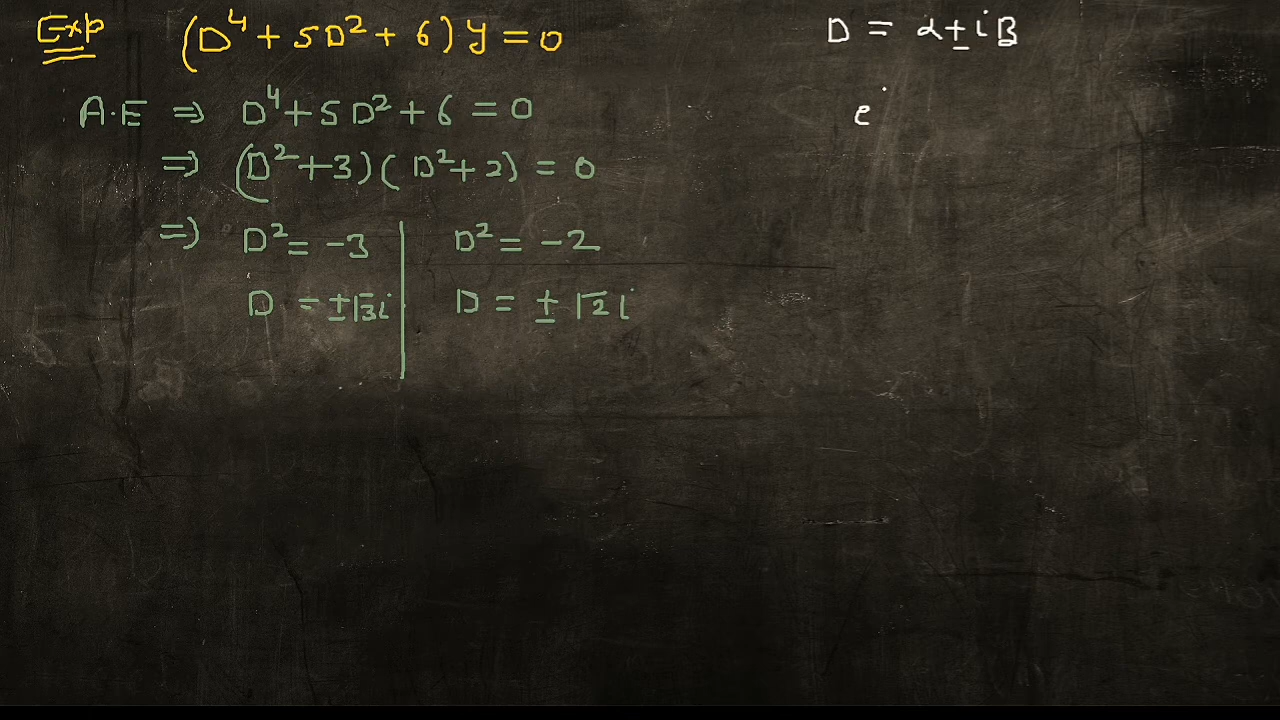 Exp (D⁴ + 5D² + 6) y = 0
D = α ± iβ
e
A.E ⇒ D⁴ + 5D² + 6 = 0
⇒ (D² + 3)(D² + 2) = 0
⇒ D² = -3 | D² = -2
D = ±√3i | D = ±√2 i